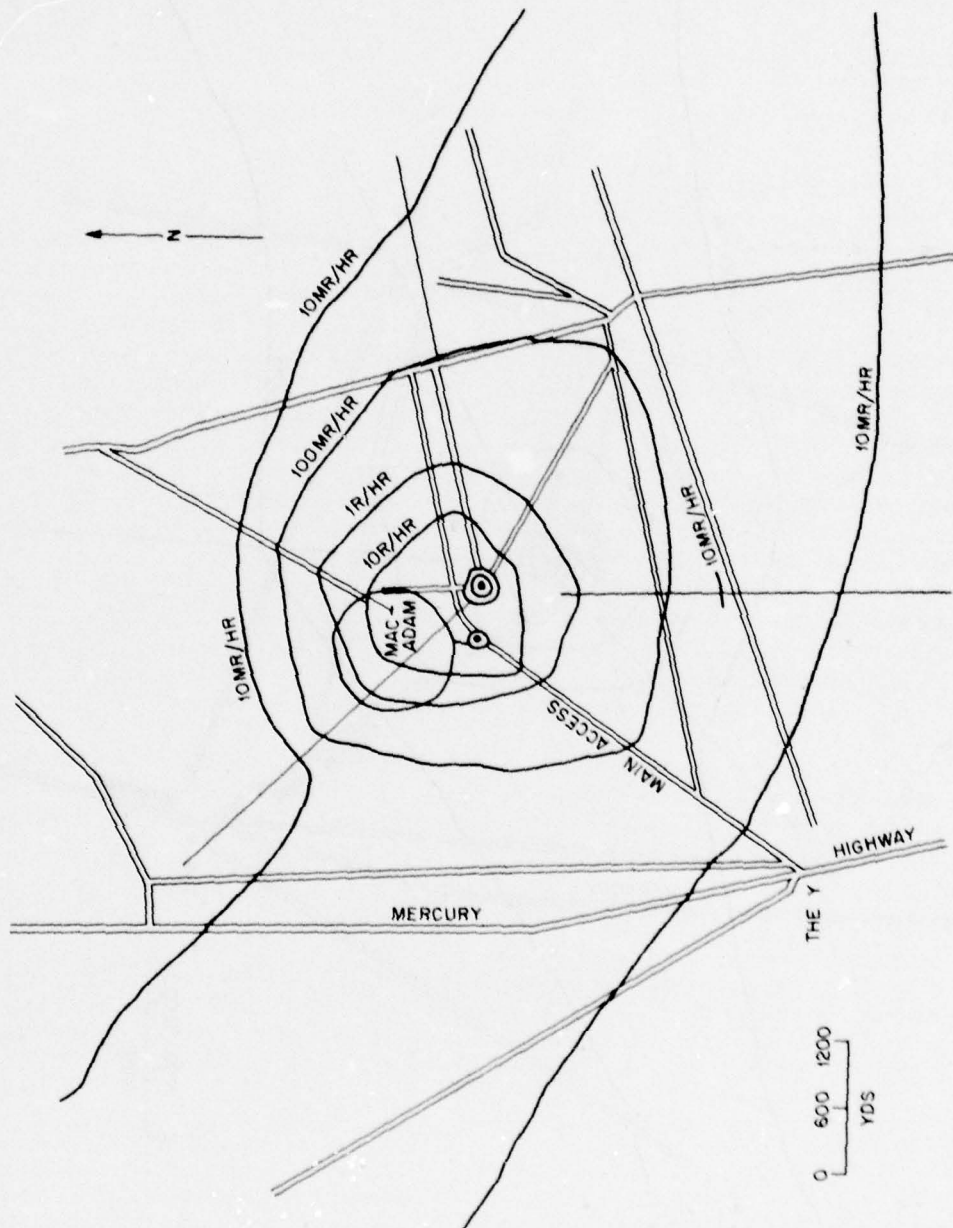 N
10MR/HR
10MR/HR
100MR/HR
1R/HR
10R/HR
MAC-
ADAM
10MR/HR
10MR/HR
MAIN ACCESS
MERCURY
HIGHWAY
THE Y
0 600 1200
YDS